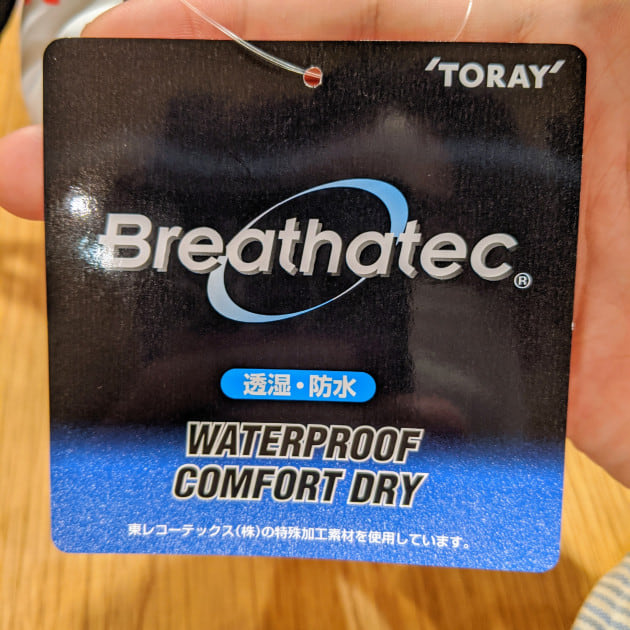 'TORAY'
Breathatec®
透湿・防水
WATERPROOF
COMFORT DRY
東レコーテックス(株)の特殊加工素材を使用しています。